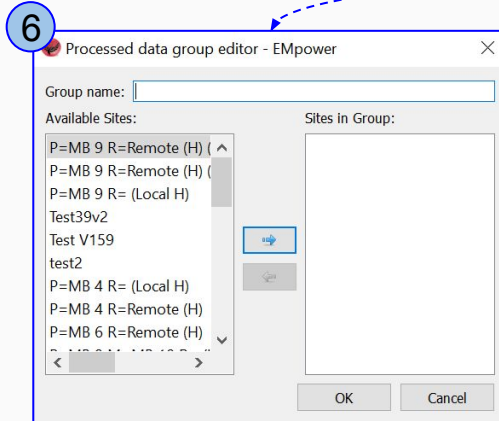 6
Processed data group editor - EMpower
Group name:
Available Sites:
Sites in Group:
P=MB 9 R=Remote (H) (
P=MB 9 R=Remote (H) (
P=MB 9 R= (Local H)
Test39v2
Test V159
test2
P=MB 4 R= (Local H)
P=MB 4 R=Remote (H)
P=MB 6 R=Remote (H)
OK
Cancel